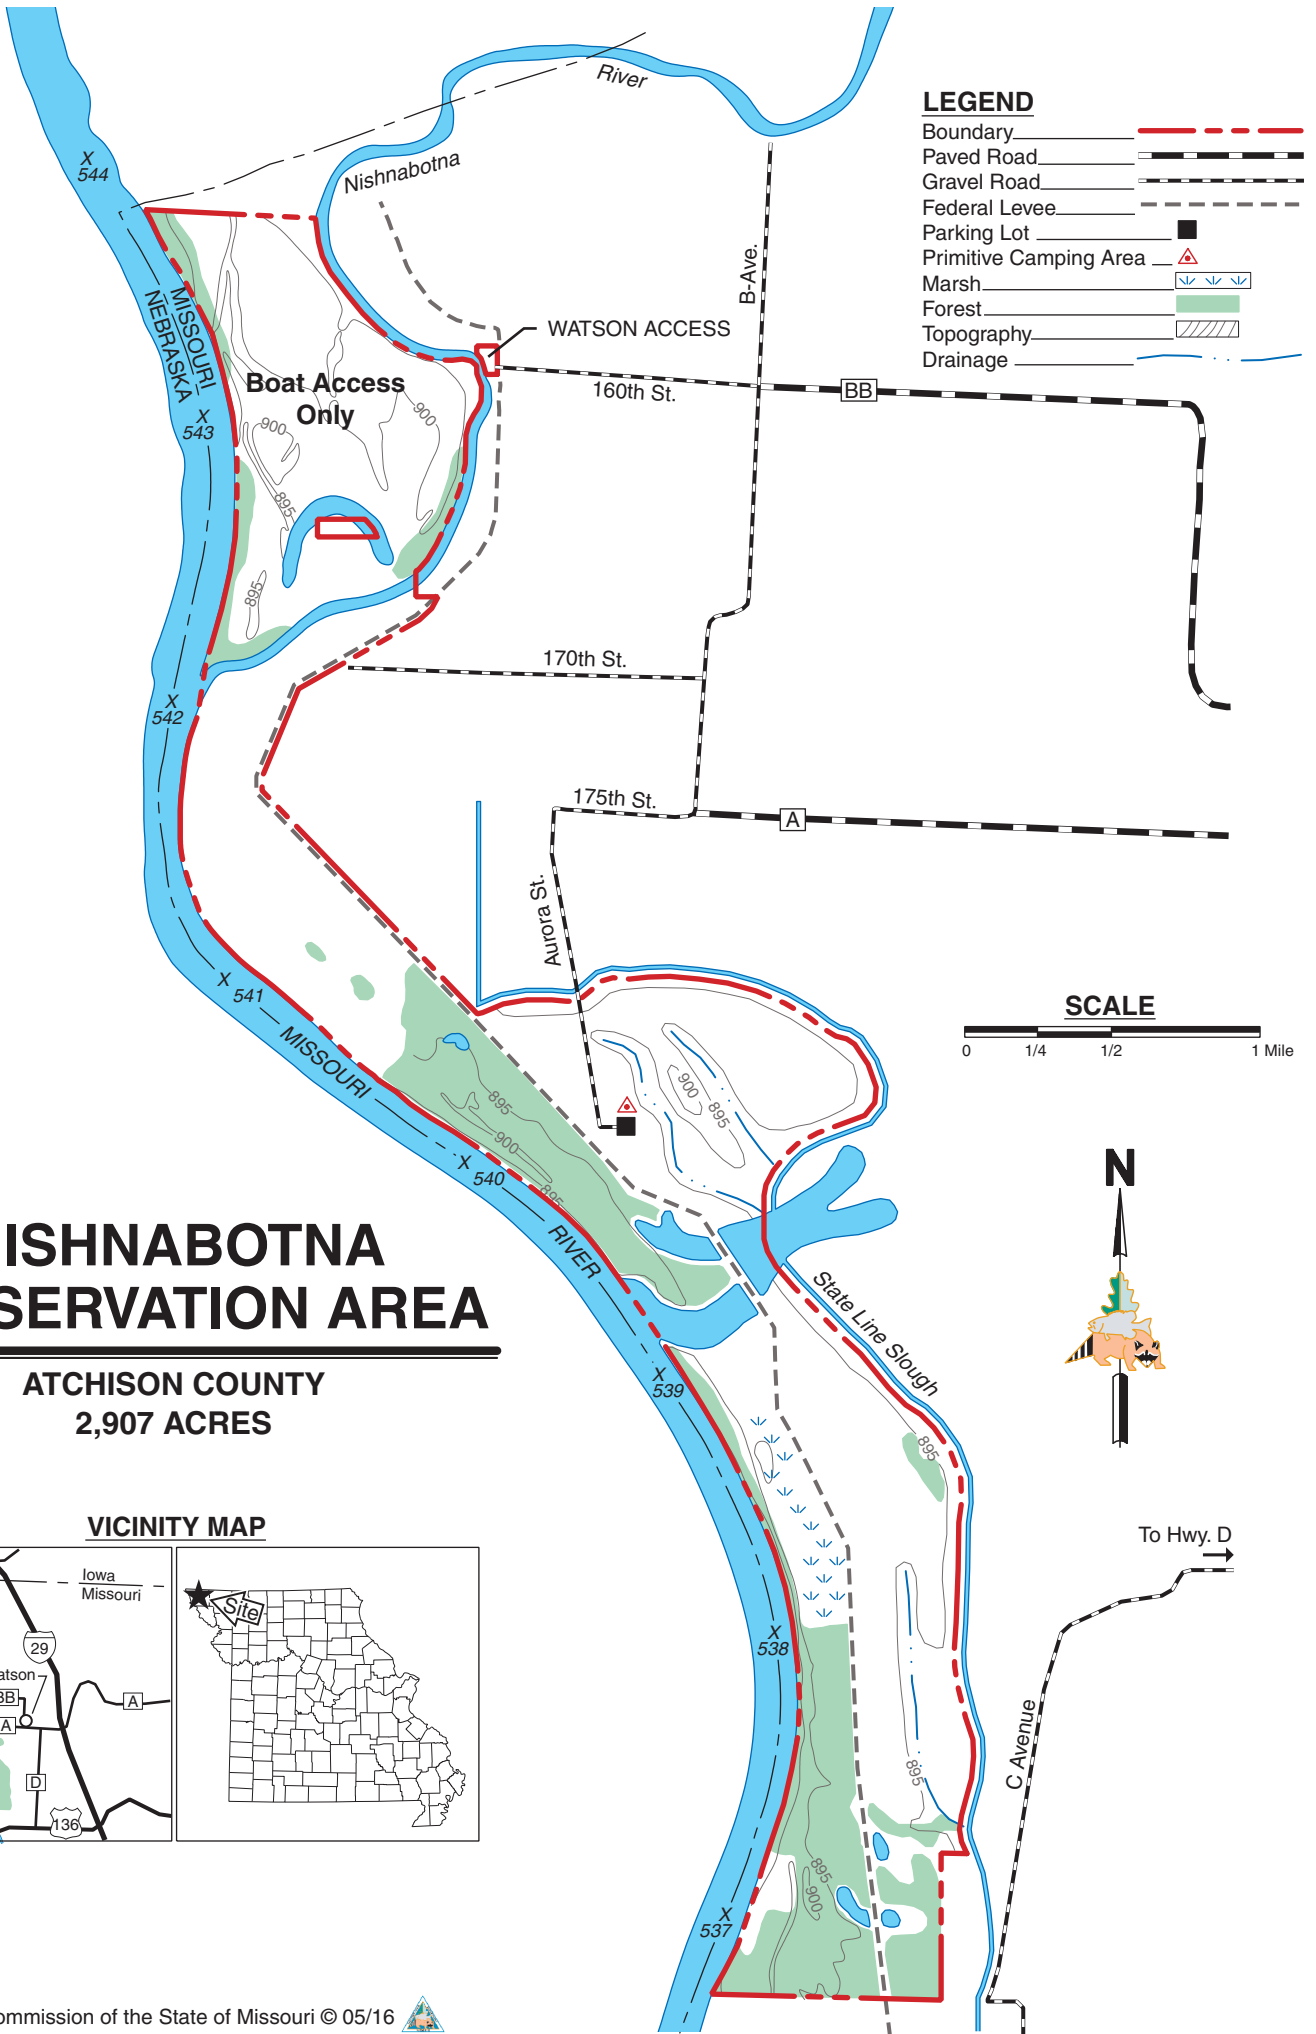 River
Nishnabotna
X
544
LEGEND
Boundary
Paved Road
Gravel Road
Federal Levee
Parking Lot
Primitive Camping Area
Marsh
Forest
Topography
Drainage
MISSOURI
NEBRASKA
B-Ave.
WATSON ACCESS
160th St.
BB
Boat Access
Only
X
543
900
900
895
895
170th St.
X
542
175th St.
A
Aurora St.
X
541
MISSOURI
RIVER
SCALE
0 1/4 1/2 1 Mile
900
895
895
900
895
X
540
N
State Line Slough
ISHNABOTNA
SERVATION AREA
ATCHISON COUNTY
2,907 ACRES
X
539
895
VICINITY MAP
Iowa
Missouri
Site
29
atson
BB
A
A
D
136
To Hwy. D
X
538
C Avenue
895
895
900
X
537
ommission of the State of Missouri © 05/16